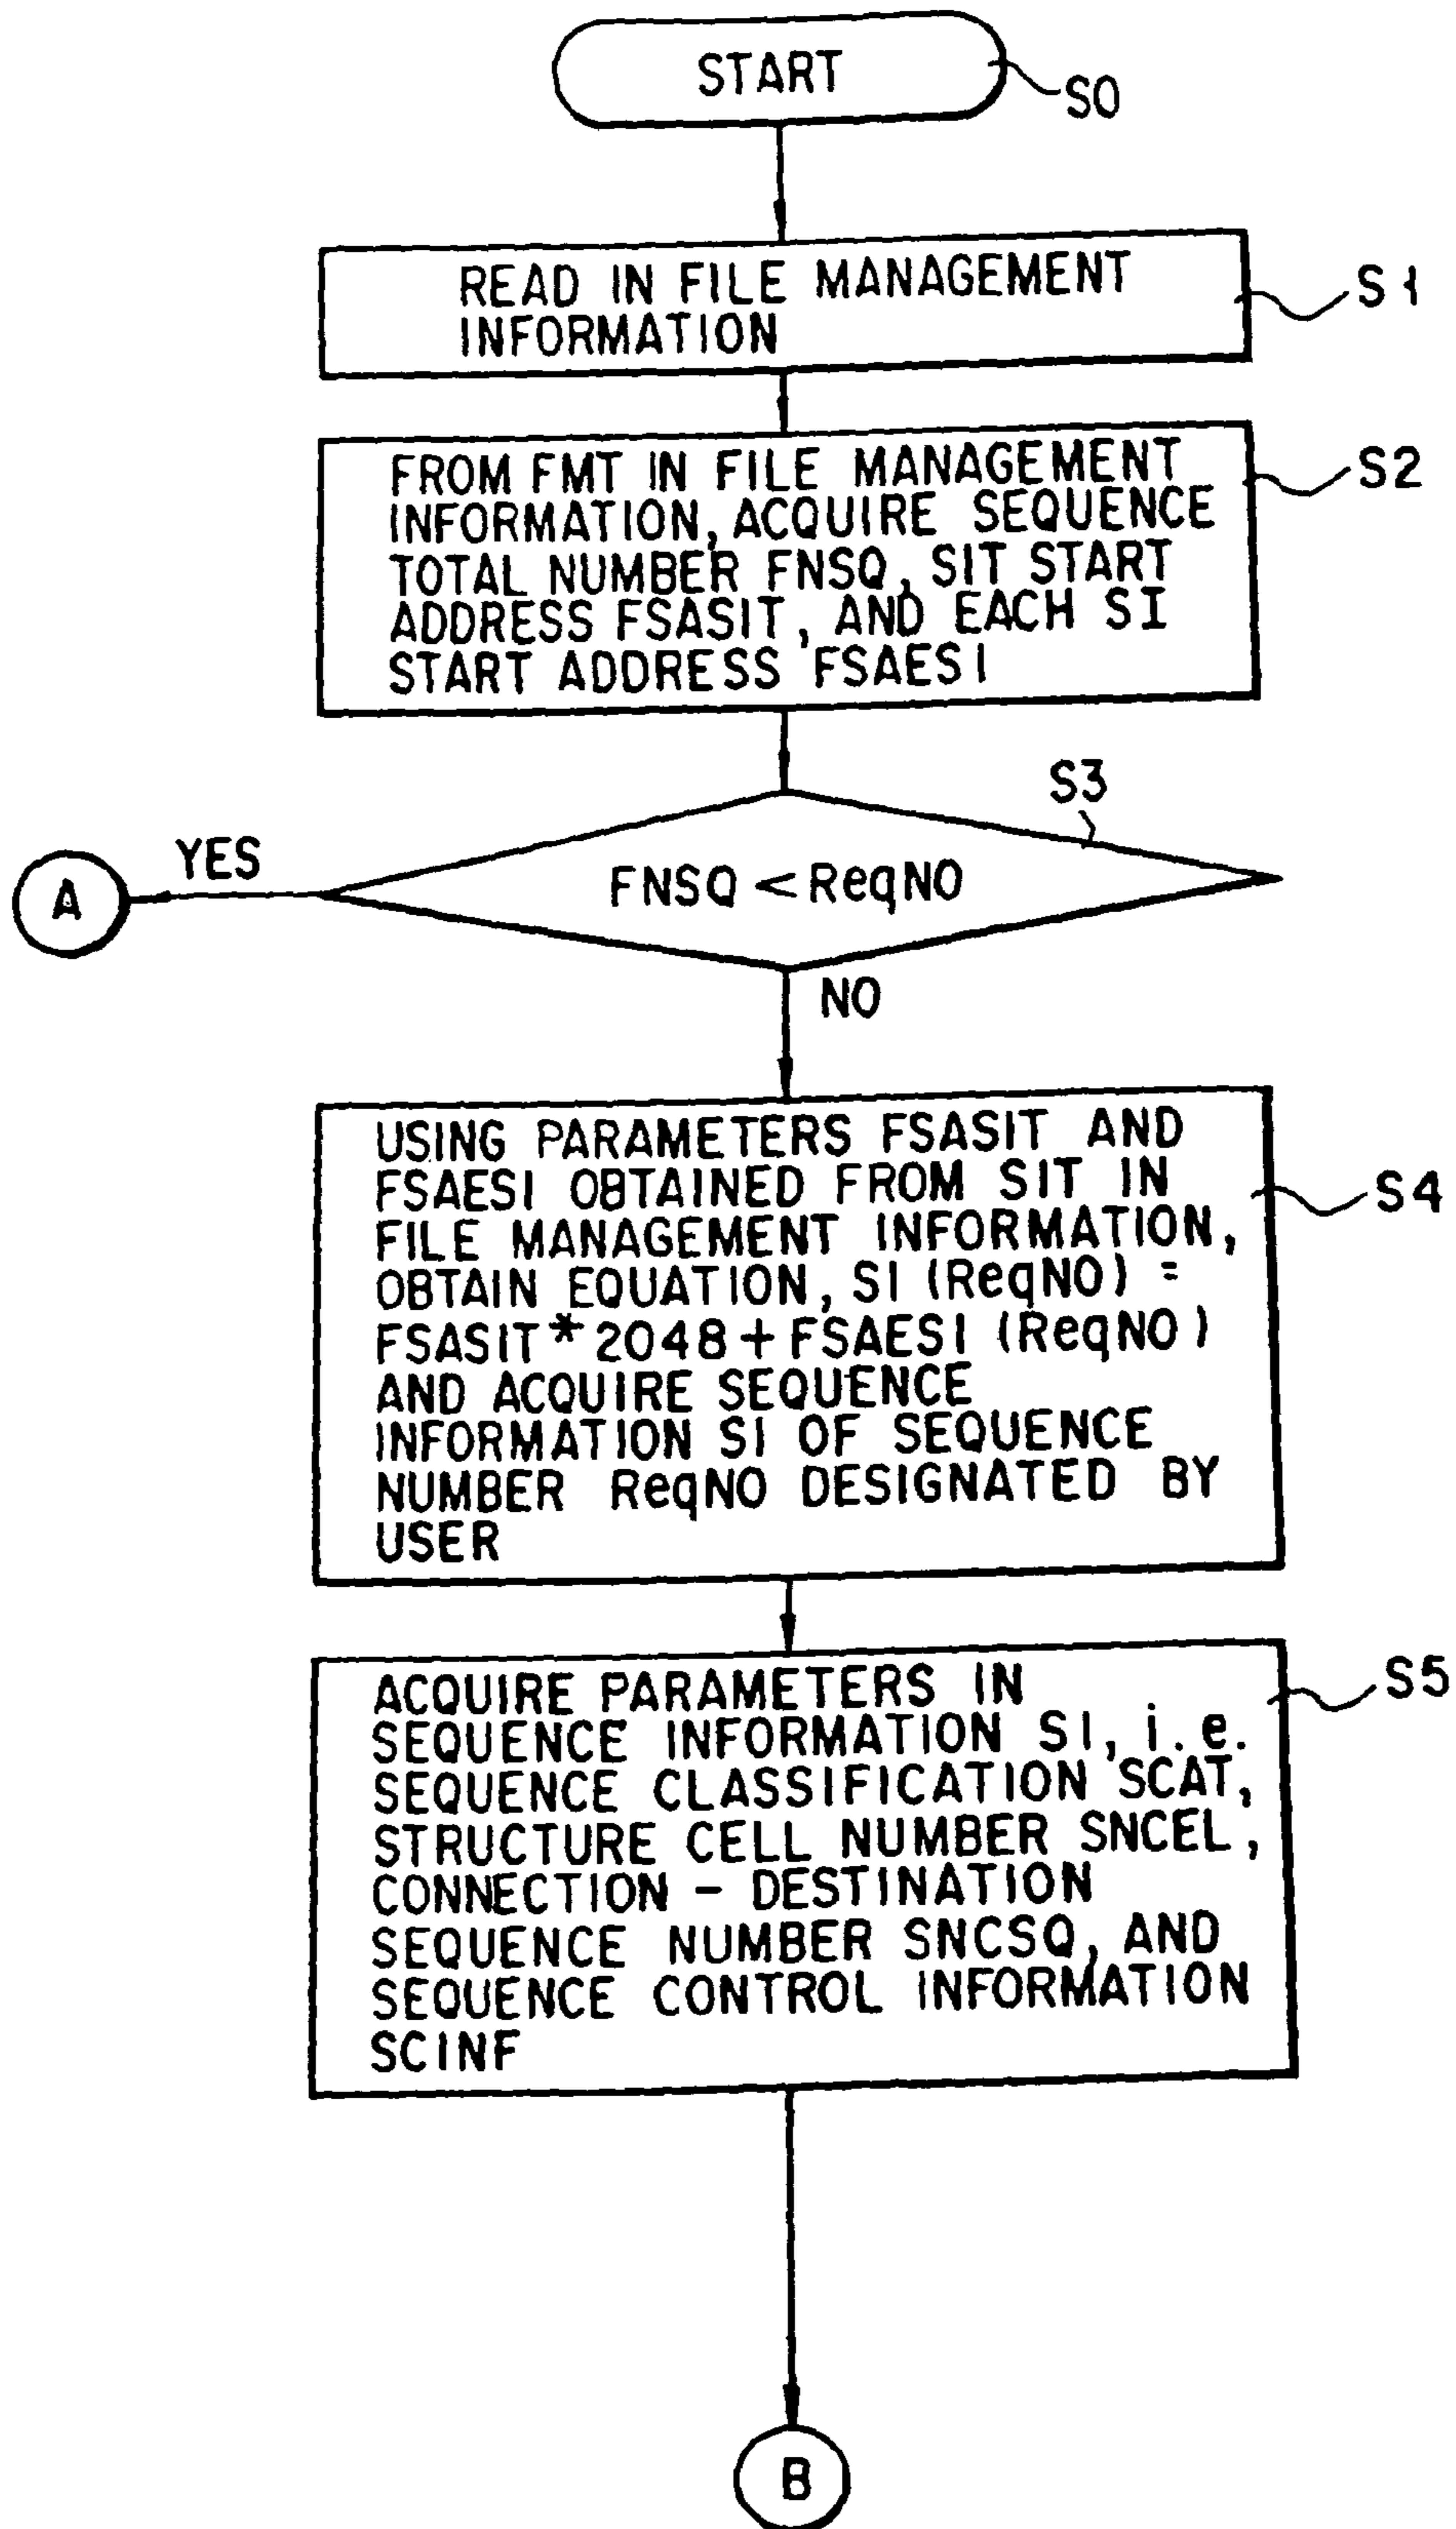 START
S0
READ IN FILE MANAGEMENT
INFORMATION
S1
FROM FMT IN FILE MANAGEMENT
INFORMATION, ACQUIRE SEQUENCE
TOTAL NUMBER FNSQ, SIT START
ADDRESS FSASIT, AND EACH SI
START ADDRESS FSAESI
S2
S3
YES
A
FNSQ < ReqNO
NO
USING PARAMETERS FSASIT AND
FSAESI OBTAINED FROM SIT IN
FILE MANAGEMENT INFORMATION,
OBTAIN EQUATION, SI (ReqNO) =
FSASIT * 2048 + FSAESI (ReqNO)
AND ACQUIRE SEQUENCE
INFORMATION SI OF SEQUENCE
NUMBER ReqNO DESIGNATED BY
USER
S4
ACQUIRE PARAMETERS IN
SEQUENCE INFORMATION SI, i.e.
SEQUENCE CLASSIFICATION SCAT,
STRUCTURE CELL NUMBER SNCEL,
CONNECTION - DESTINATION
SEQUENCE NUMBER SNCSQ, AND
SEQUENCE CONTROL INFORMATION
SCINF
S5
B